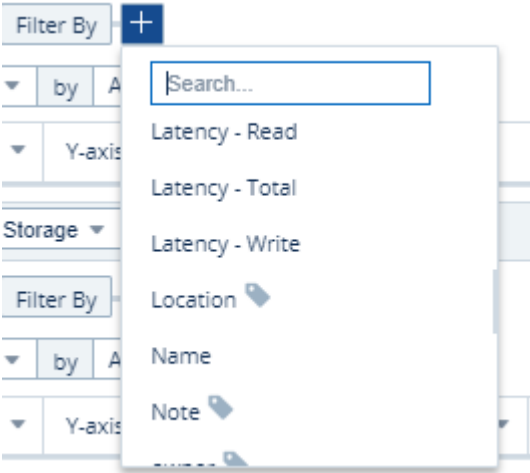 Filter By +
Search...
by A
Latency - Read
Y-axis
Latency - Total
Storage
Latency - Write
Filter By
Location
Name
by A
Note
Y-axis